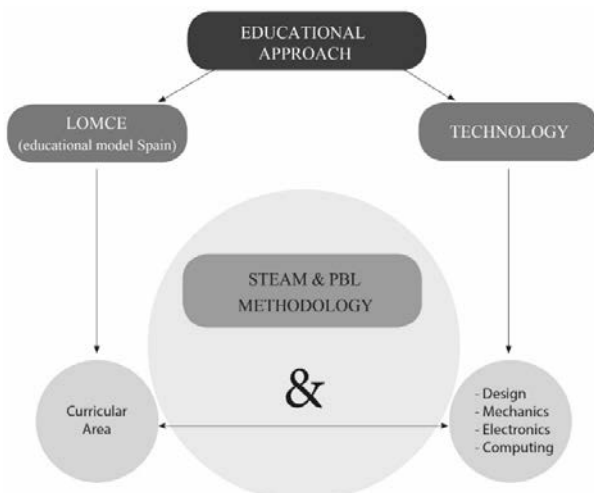 EDUCATIONAL
APPROACH
LOMCE
(educational model Spain)
TECHNOLOGY
STEAM & PBL
METHODOLOGY
&
Curricular
Area
- Design
- Mechanics
- Electronics
- Computing